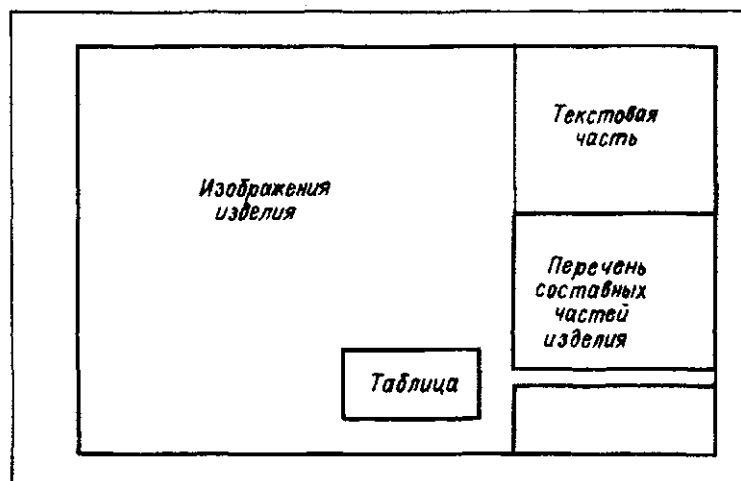 Текстовая
часть
Изображения
изделия
Перечень
составных
частей
изделия
Таблица